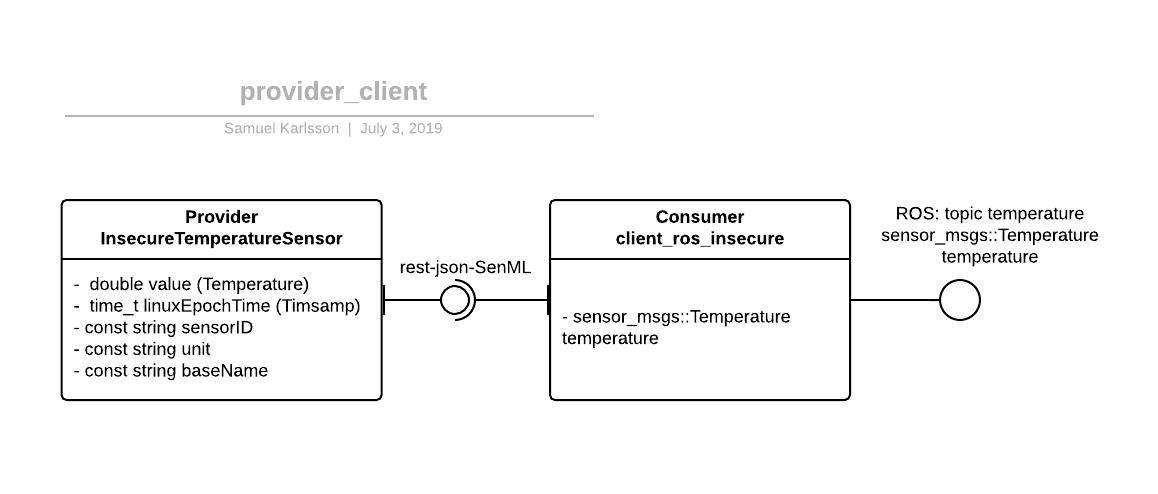 provider_client
Samuel Karlsson | July 3, 2019
Provider
InsecureTemperatureSensor
- double value (Temperature)
- time_t linuxEpochTime (Timsamp)
- const string sensorID
- const string unit
- const string baseName
rest-json-SenML
Consumer
client_ros_insecure
- sensor_msgs::Temperature
temperature
ROS: topic temperature
sensor_msgs::Temperature
temperature